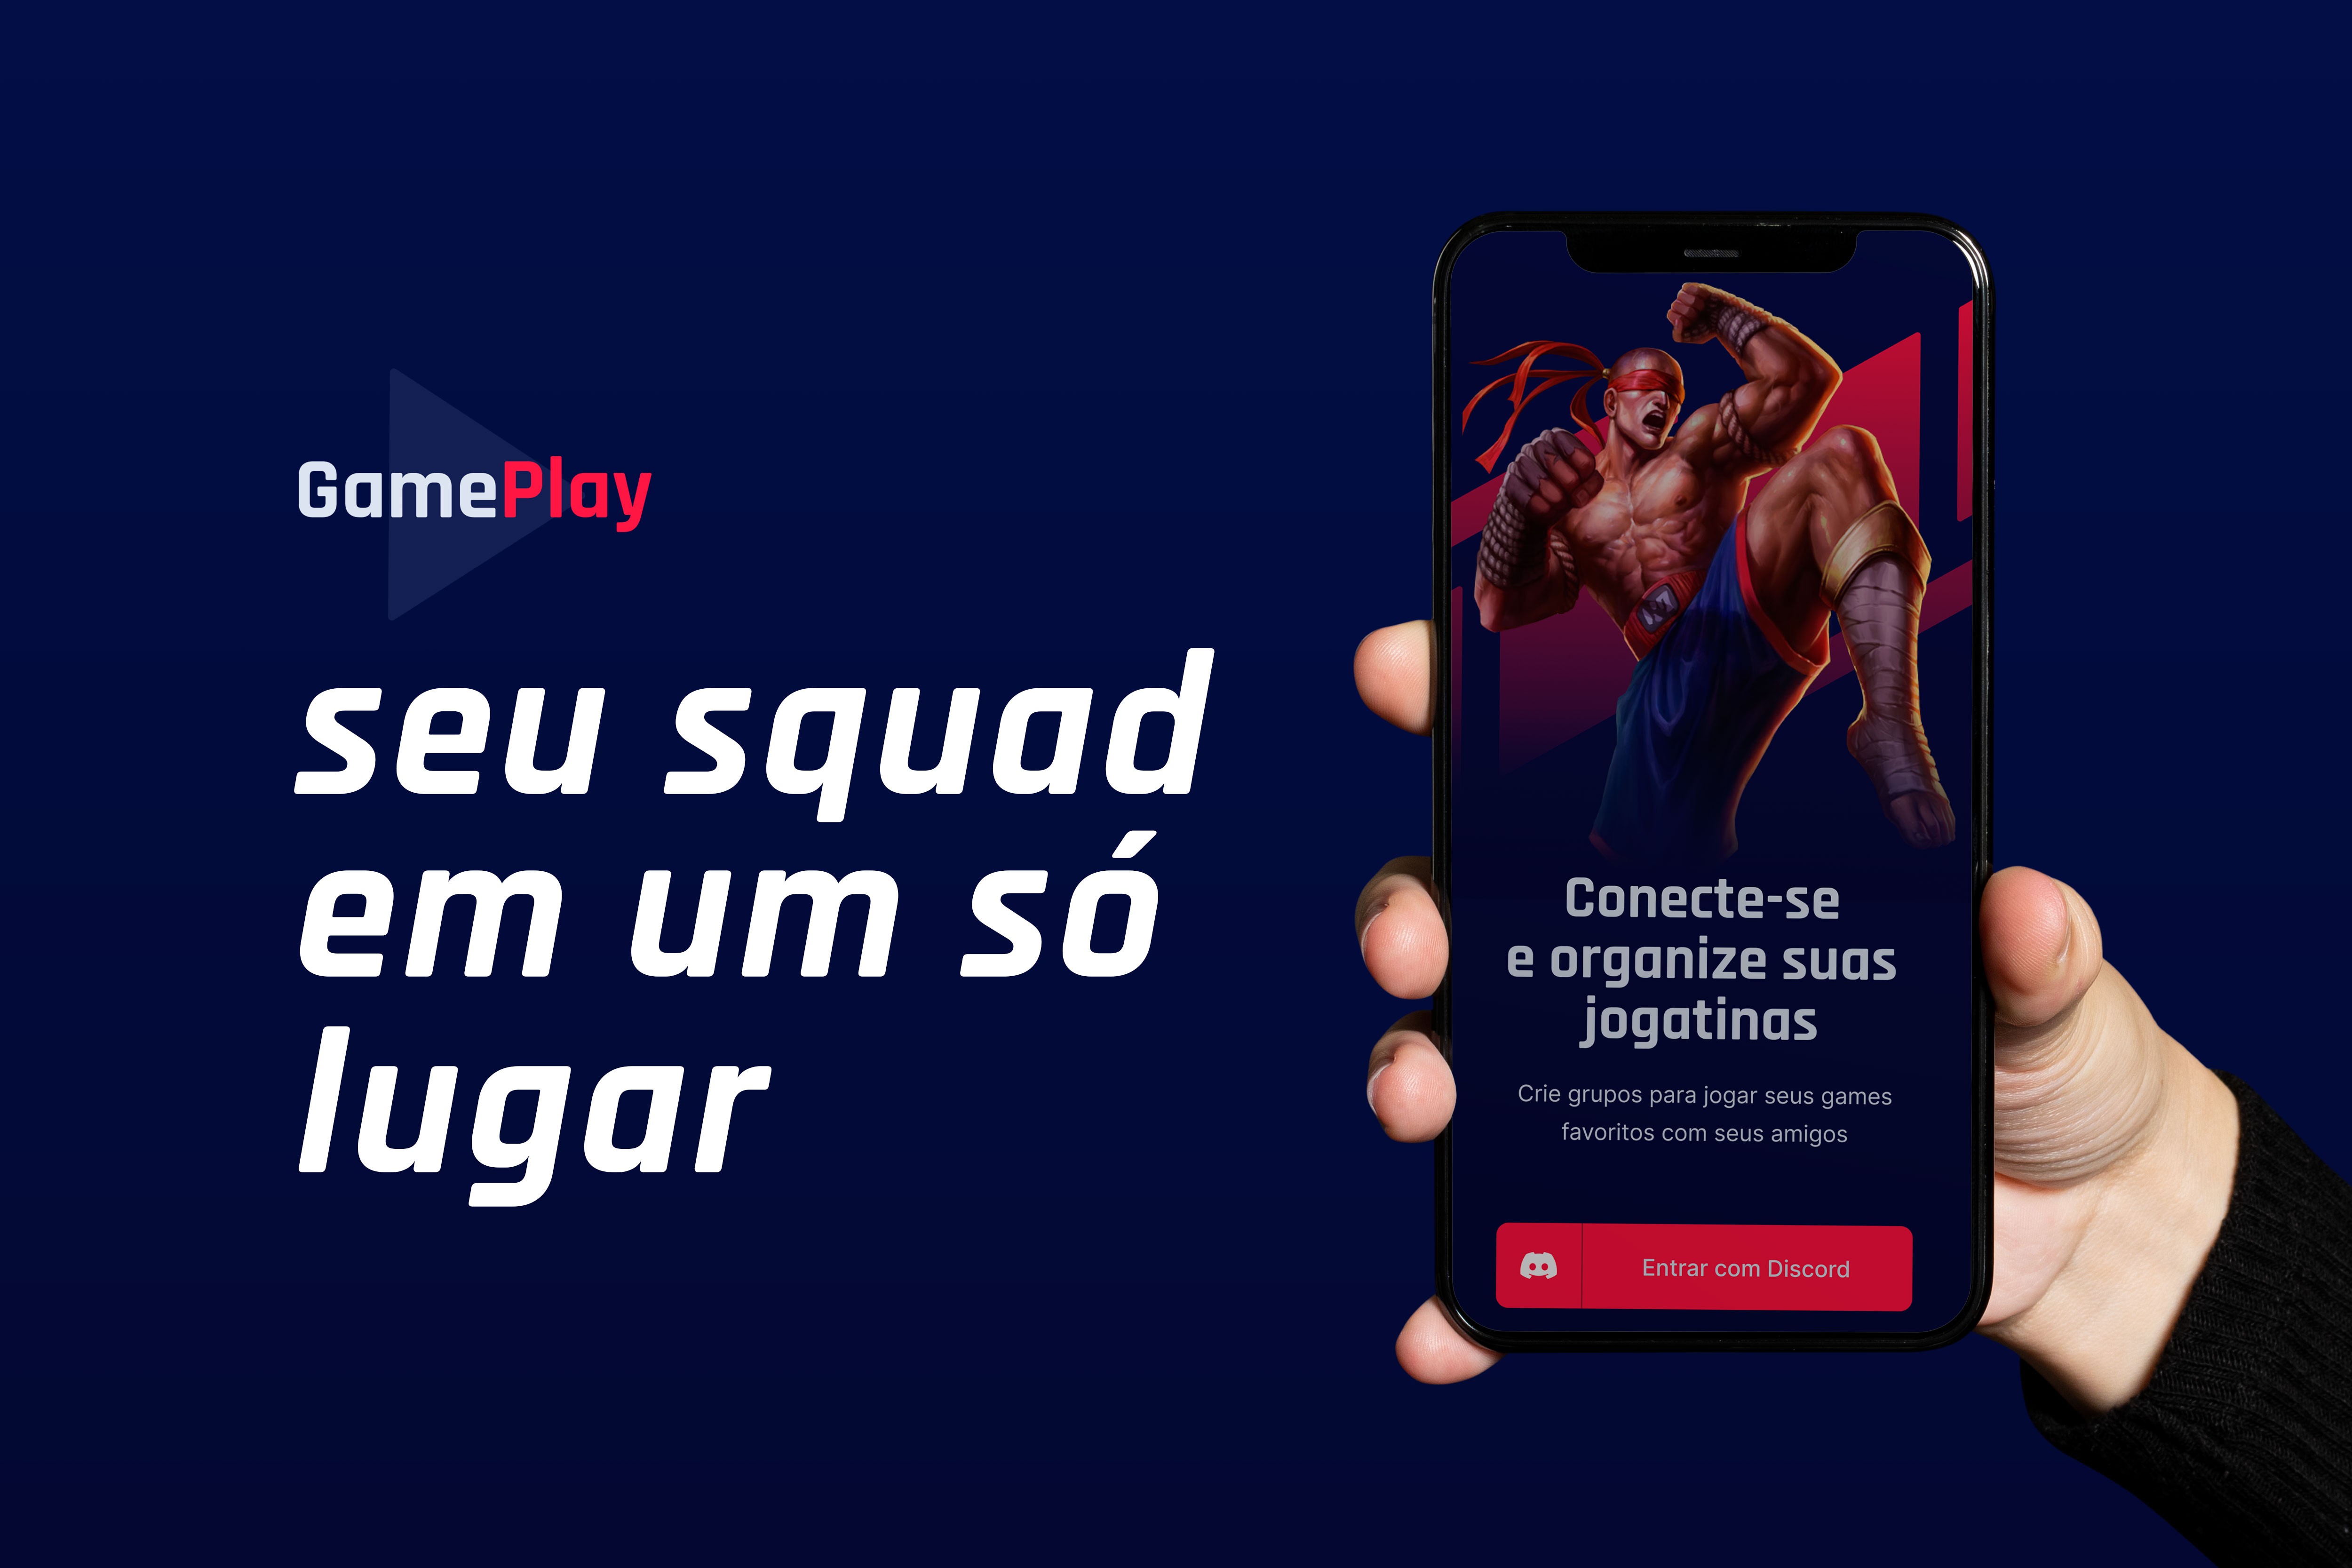 GamePlay
seu squad
em um só
lugar
Conecte-se
e organize suas
jogatinas
Crie grupos para jogar seus games
favoritos com seus amigos
Entrar com Discord